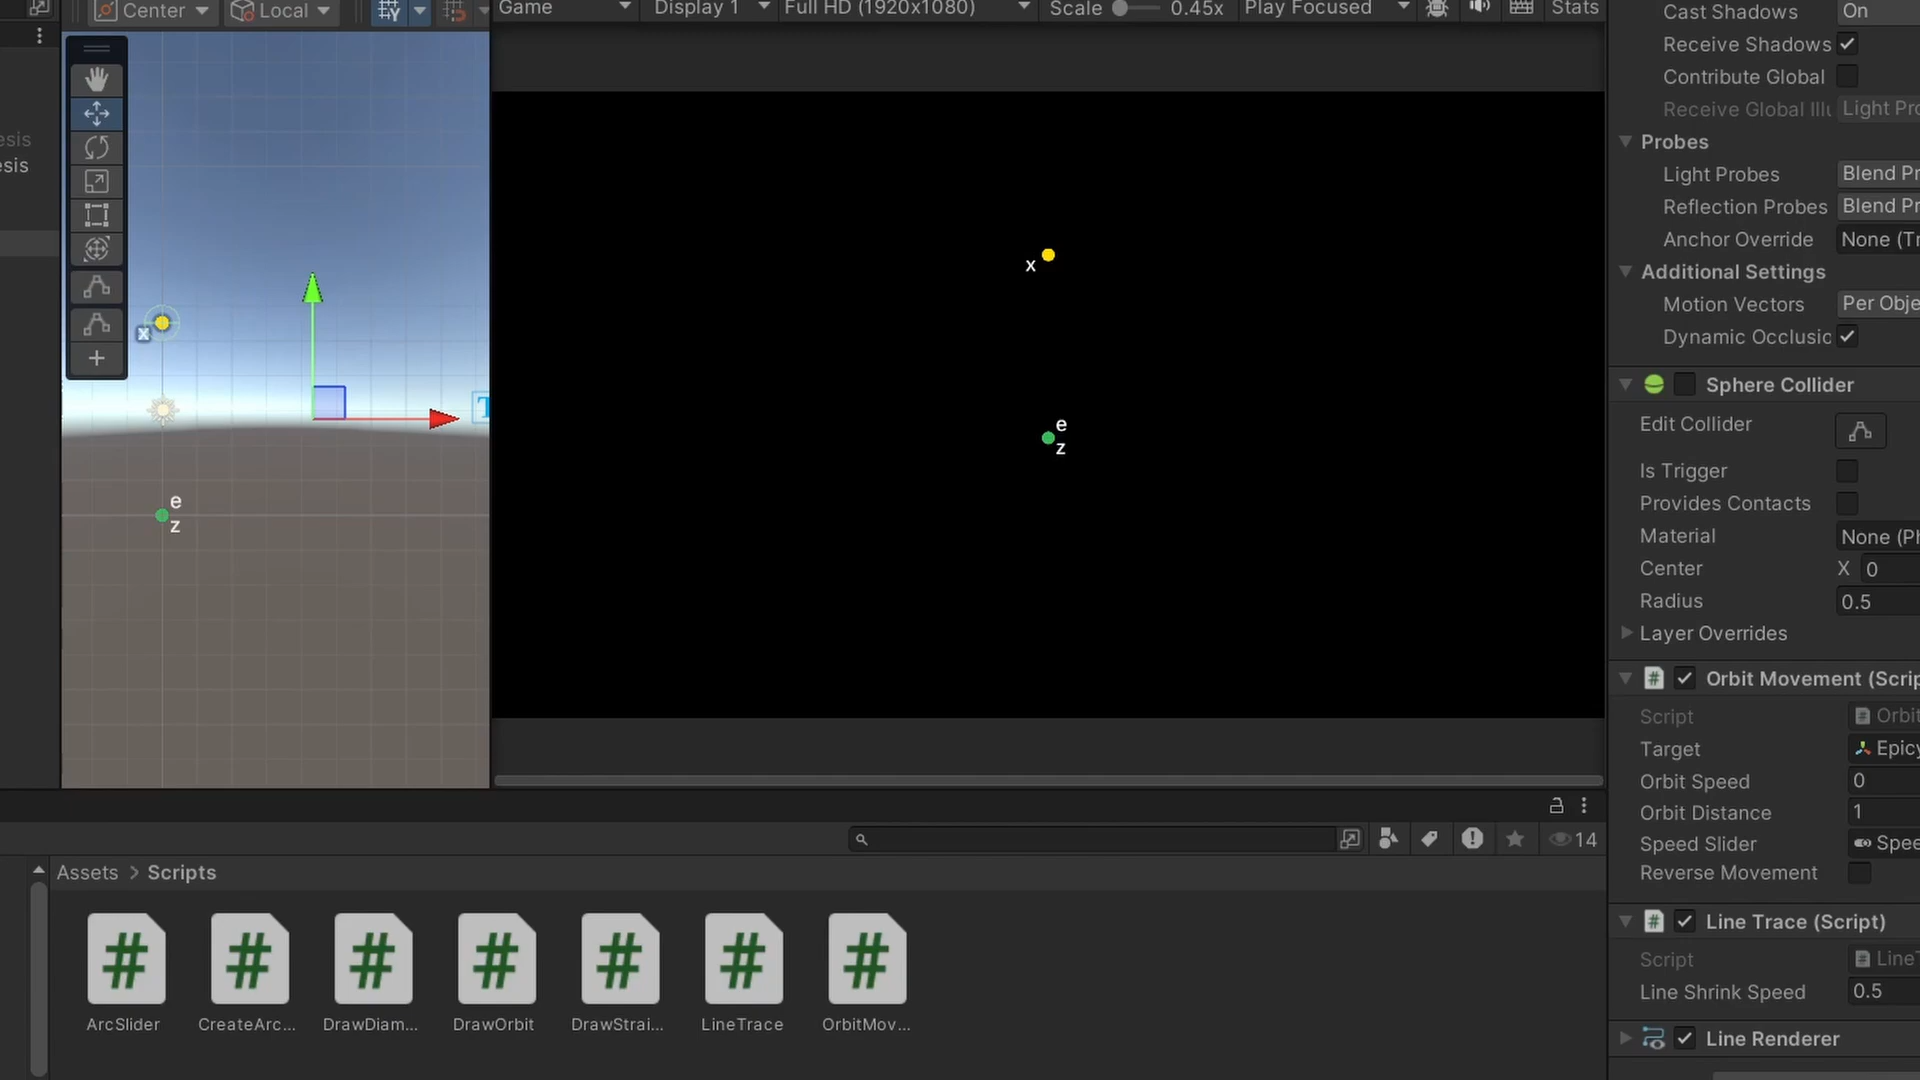 Center
Local
Game
Display 1
Full HD (1920x1080)
Scale
0.45x
Play Focused
Stats
esis
esis
x
e
z
x
e
z
Cast Shadows
On
Receive Shadows
Contribute Global
Receive Global Illu
Light Pro
Probes
Light Probes
Blend Pr
Reflection Probes
Blend Pr
Anchor Override
None (Tr
Additional Settings
Motion Vectors
Per Obje
Dynamic Occlusic
Sphere Collider
Edit Collider
Is Trigger
Provides Contacts
Material
None (Ph
Center
X 0
Radius
0.5
Layer Overrides
Orbit Movement (Scrip
Script
Orbit
Target
Epicy
Orbit Speed
0
Orbit Distance
1
Speed Slider
Spee
Reverse Movement
Line Trace (Script)
Script
LineT
Line Shrink Speed
0.5
Line Renderer
14
Assets > Scripts
ArcSlider
CreateArc...
DrawDiam...
DrawOrbit
DrawStrai...
LineTrace
OrbitMov...